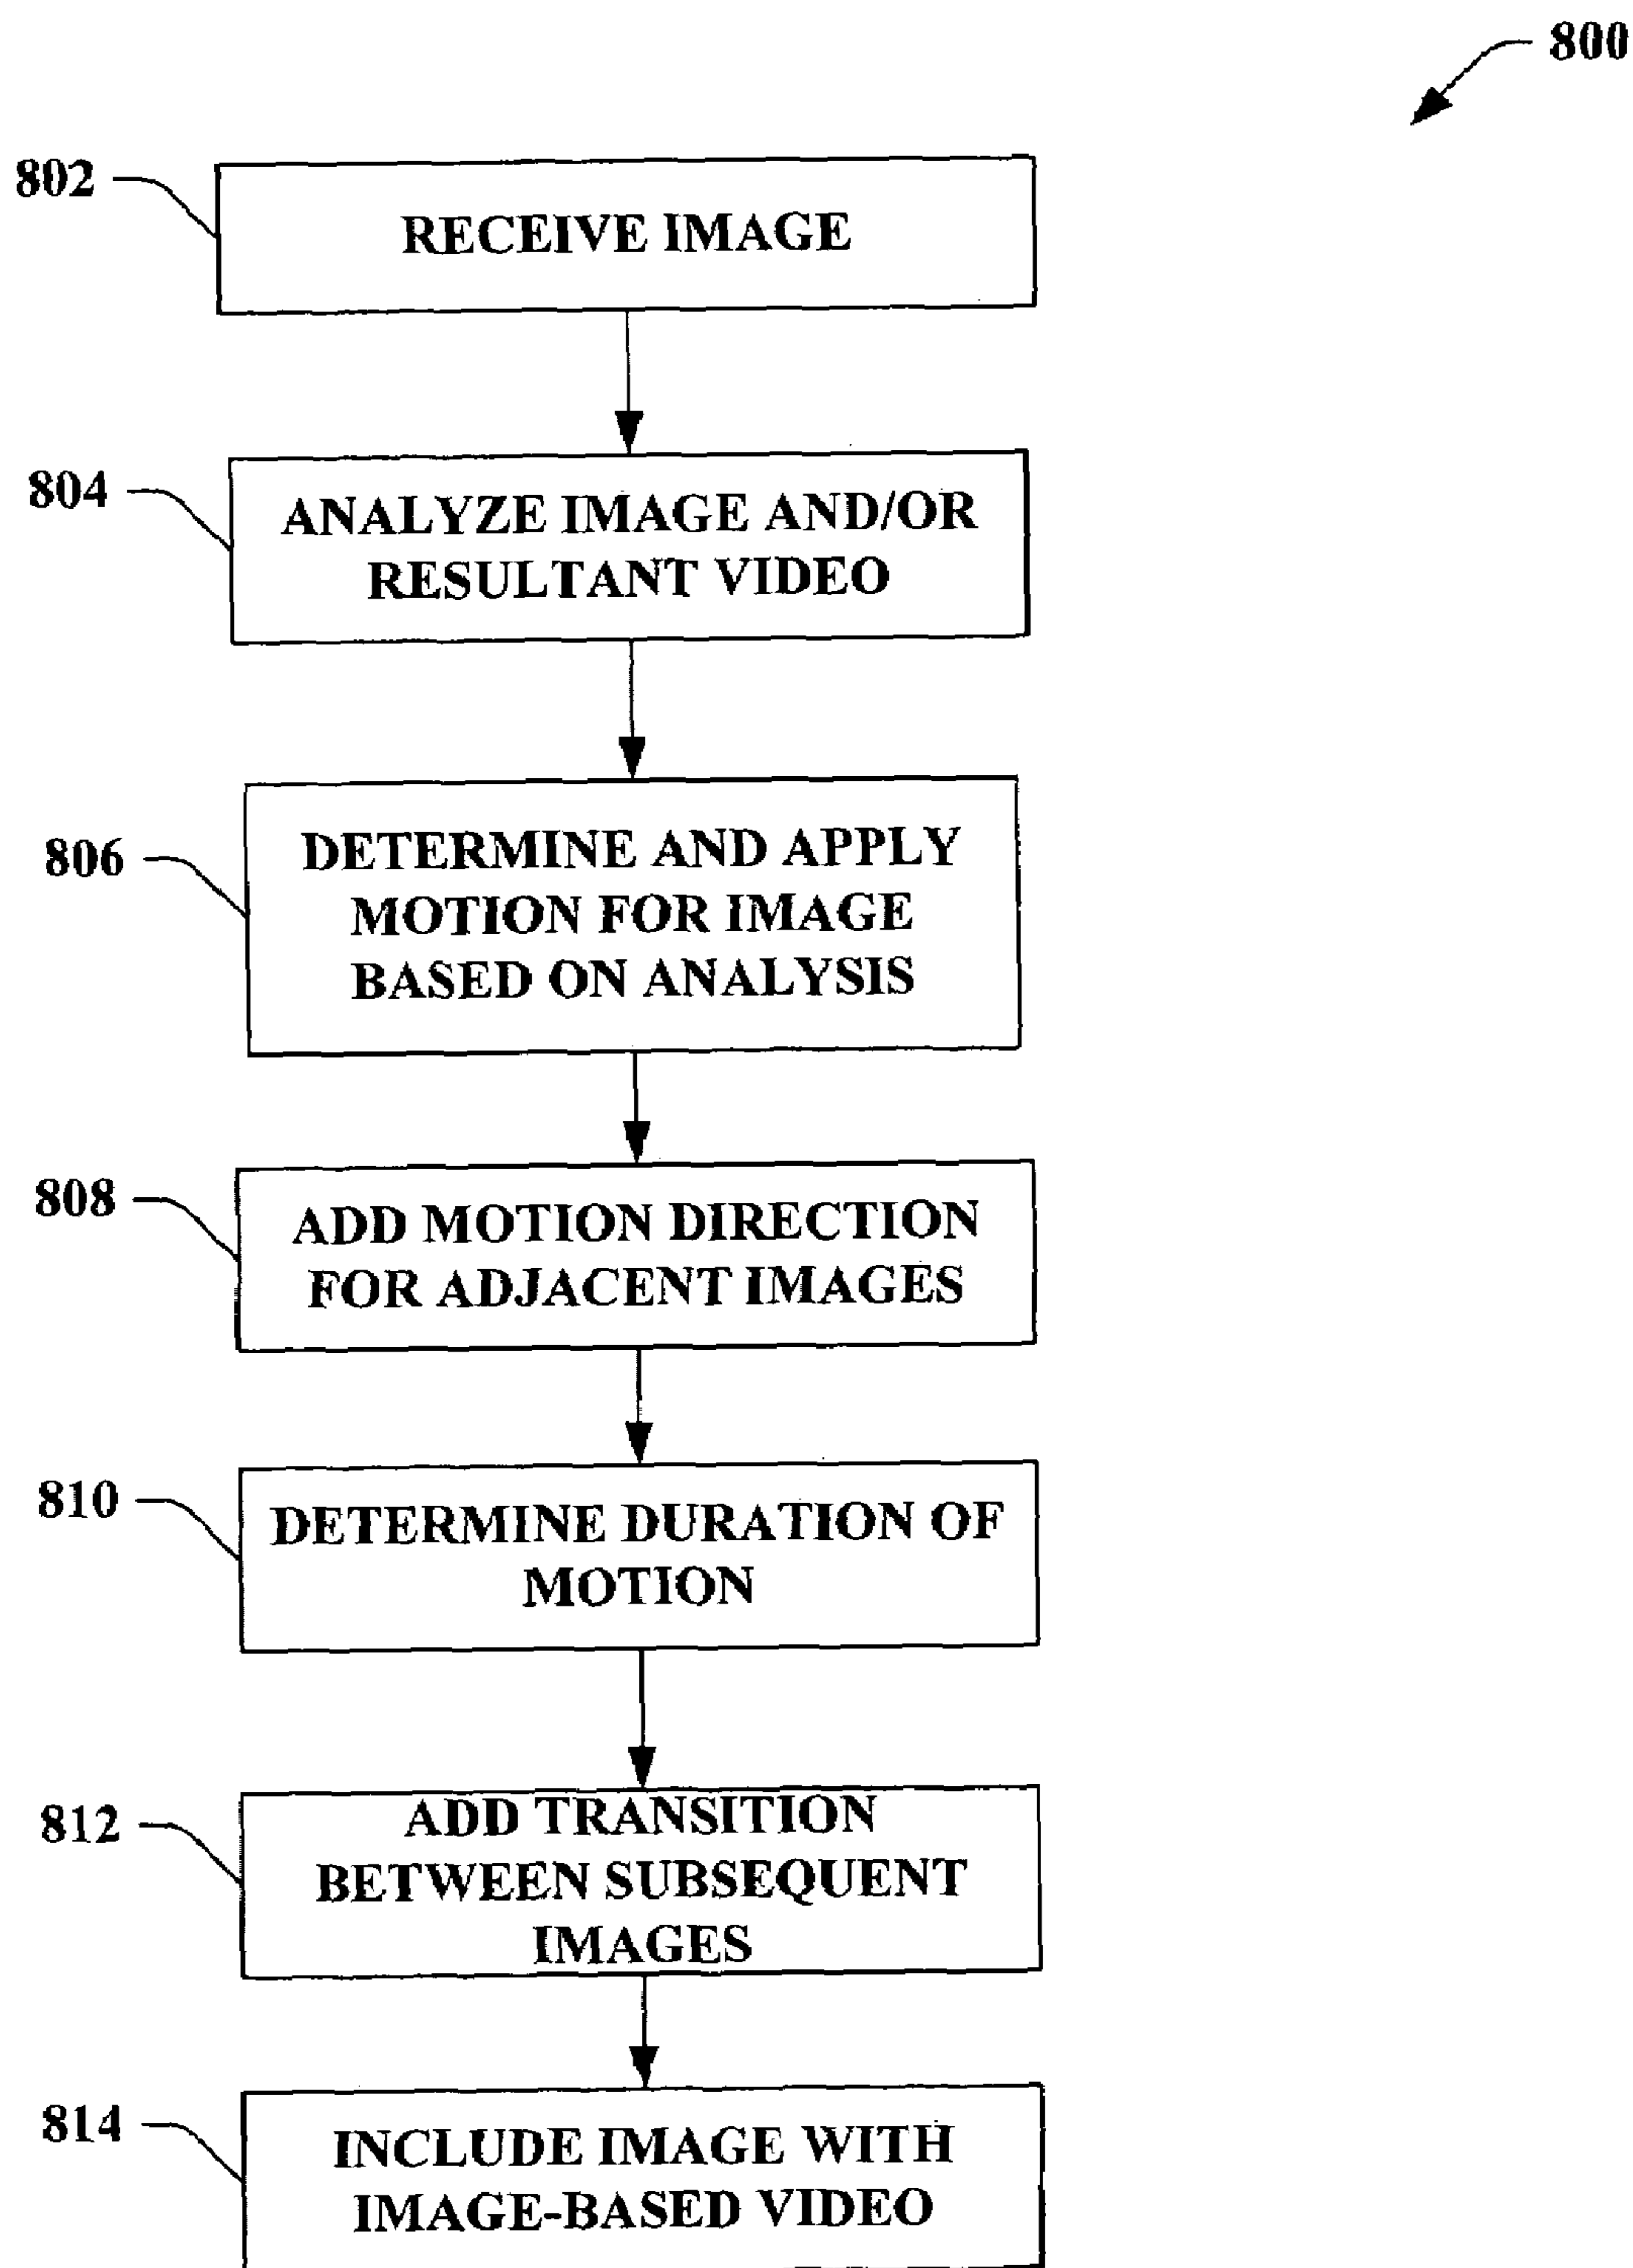 800
802
RECEIVE IMAGE
804
ANALYZE IMAGE AND/OR
RESULTANT VIDEO
806
DETERMINE AND APPLY
MOTION FOR IMAGE
BASED ON ANALYSIS
808
ADD MOTION DIRECTION
FOR ADJACENT IMAGES
810
DETERMINE DURATION OF
MOTION
812
ADD TRANSITION
BETWEEN SUBSEQUENT
IMAGES
814
INCLUDE IMAGE WITH
IMAGE-BASED VIDEO